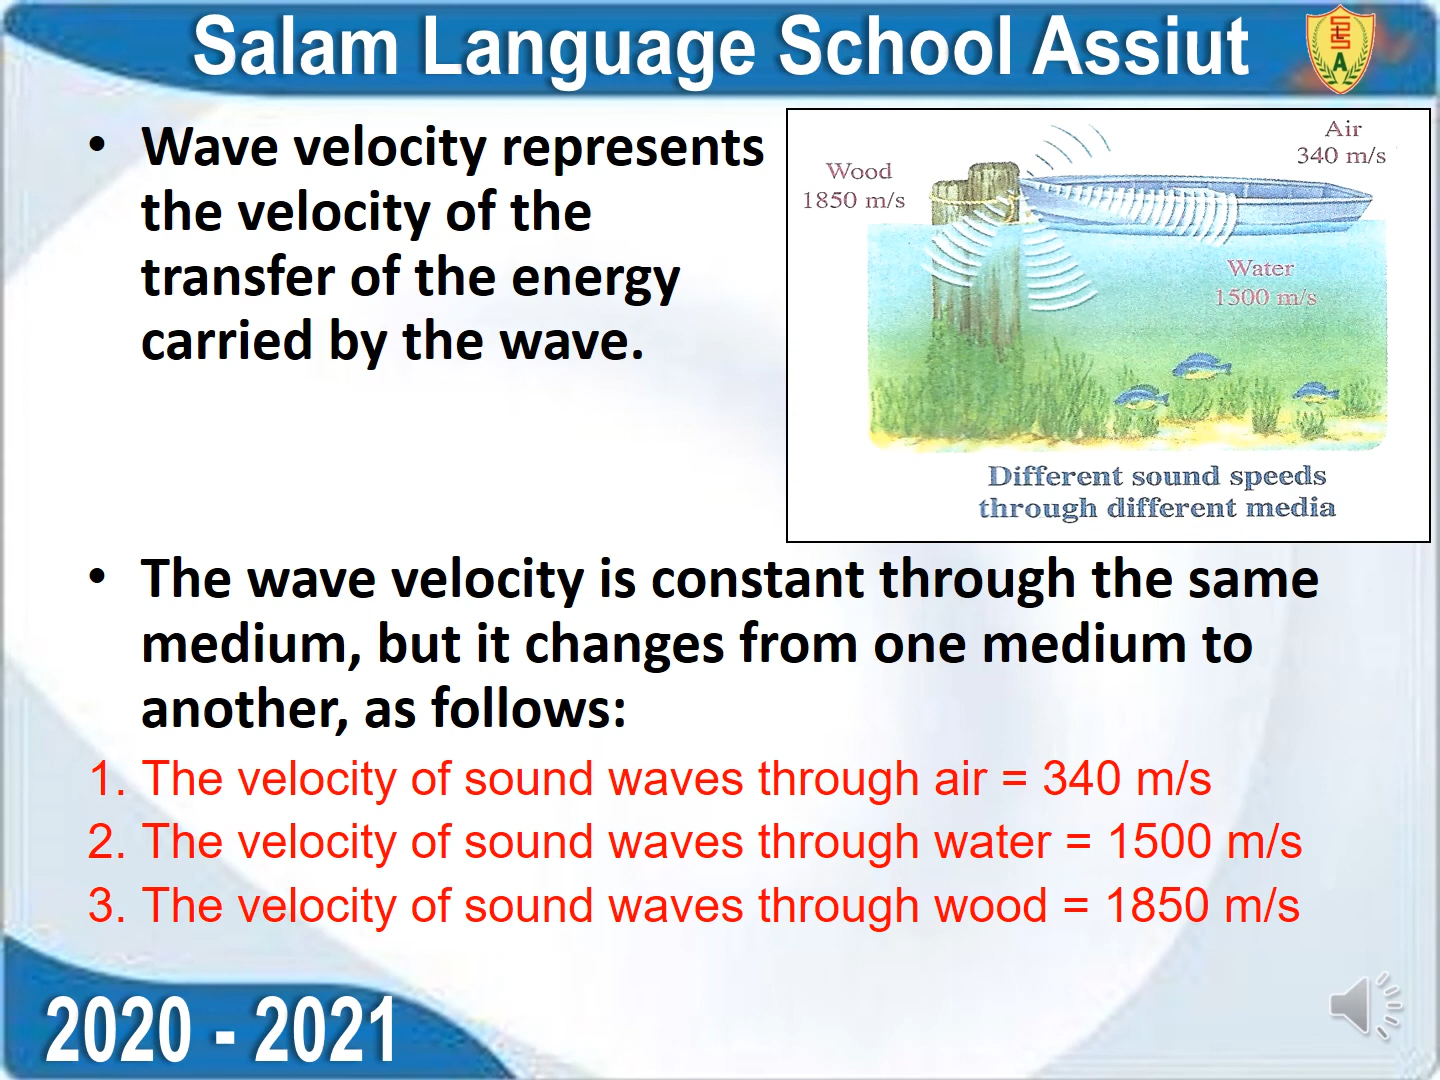 Salam Language School Assiut
S
L
S
A
• Wave velocity represents
the velocity of the
transfer of the energy
carried by the wave.
Air
340 m/s
Wood
1850 m/s
Water
1500 m/s
Different sound speeds
through different media
• The wave velocity is constant through the same
medium, but it changes from one medium to
another, as follows:
1. The velocity of sound waves through air = 340 m/s
2. The velocity of sound waves through water = 1500 m/s
3. The velocity of sound waves through wood = 1850 m/s
2020 - 2021